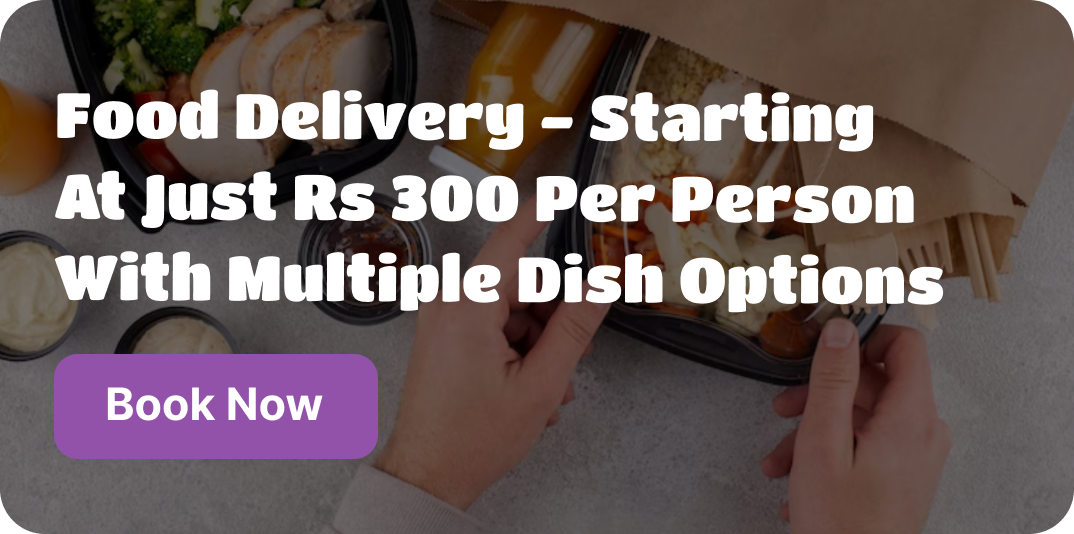 Food Delivery – Starting
At Just Rs 300 Per Person
With Multiple Dish Options
Book Now